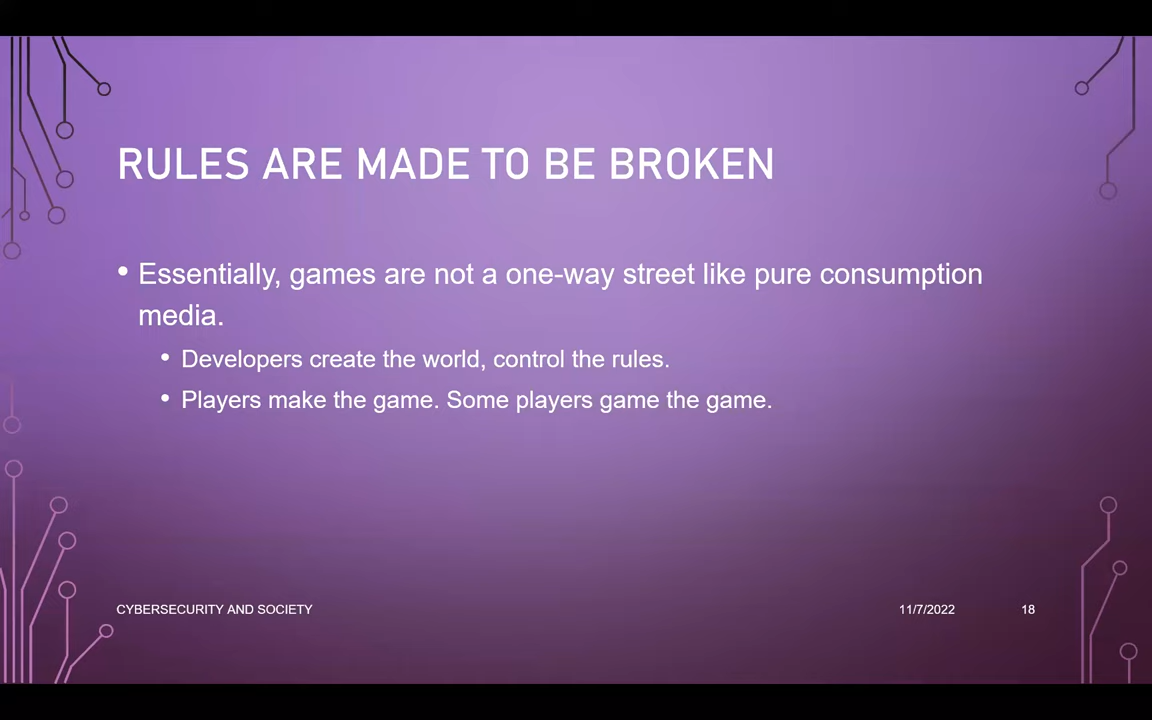 RULES ARE MADE TO BE BROKEN
• Essentially, games are not a one-way street like pure consumption
media.
• Developers create the world, control the rules.
• Players make the game. Some players game the game.
CYBERSECURITY AND SOCIETY
11/7/2022
18